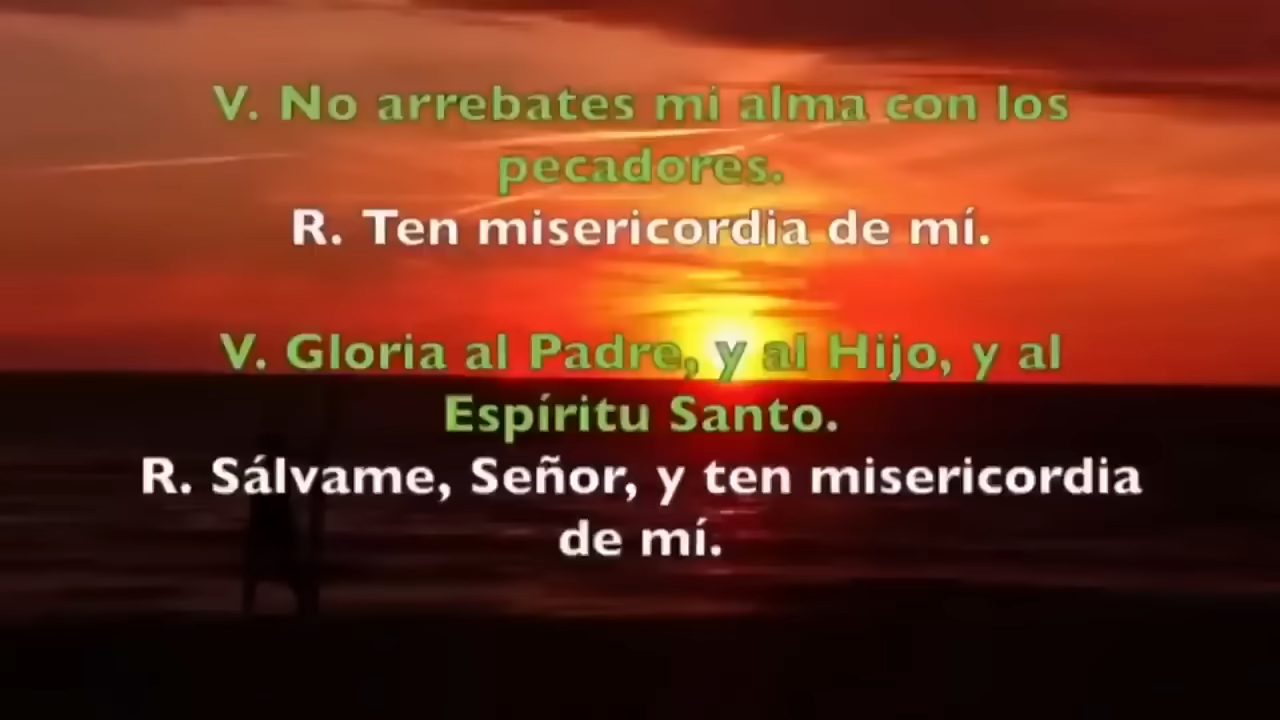 V. No arrebates mi alma con los
pecadores.
R. Ten misericordia de mí.
V. Gloria al Padre, y al Hijo, y al
Espíritu Santo.
R. Sálvame, Señor, y ten misericordia
de mí.